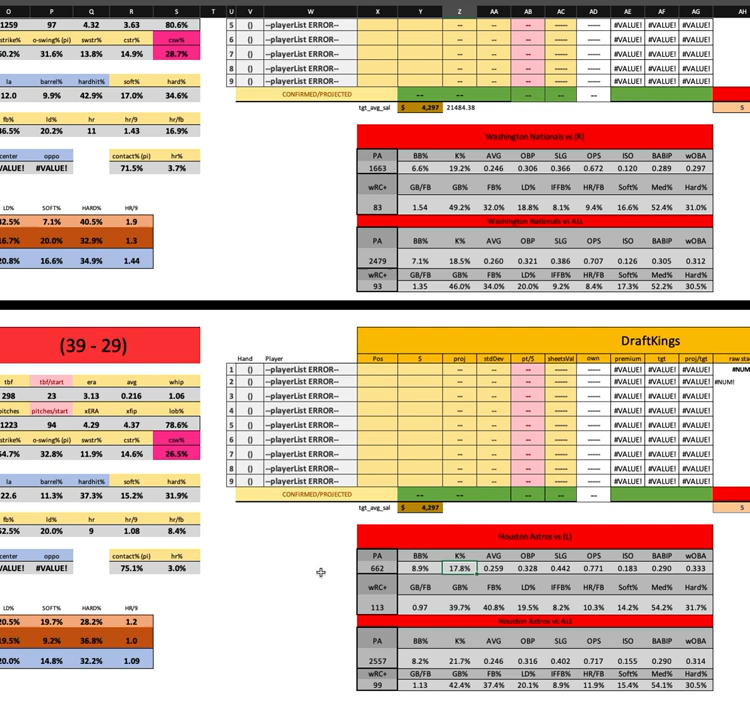 O P Q R S T U V W X Y Z AA AB AC AD AE AF AG AH
1259 97 4.32 3.63 80.6% 5 () --playerList ERROR-- -- -- ----- ----- #VALUE! #VALUE! #VALUE!
strike% o-swing% (pi) swstr% cstr% csw% 6 () --playerList ERROR-- -- -- ----- ----- #VALUE! #VALUE! #VALUE!
50.2% 31.6% 13.8% 14.9% 28.7% 7 () --playerList ERROR-- -- -- ----- ----- #VALUE! #VALUE! #VALUE!
8 () --playerList ERROR-- -- -- ----- ----- #VALUE! #VALUE! #VALUE!
la barrel% hardhit% soft% hard% 9 () --playerList ERROR-- -- -- ----- ----- #VALUE! #VALUE! #VALUE!
12.0 9.9% 42.9% 17.0% 34.6% CONFIRMED/PROJECTED -- -- -- -- --
tgt_avg_sal $ 4,297 21484.38 5
fb% ld% hr hr/9 hr/fb
36.5% 20.2% 11 1.43 16.9%
Washington Nationals vs (R)
center oppo contact% (pi) hr% PA BB% K% AVG OBP SLG OPS ISO BABIP wOBA
VALUE! #VALUE! 71.5% 3.7% 1663 6.6% 19.2% 0.246 0.306 0.366 0.672 0.120 0.289 0.297
wRC+ GB/FB GB% FB% LD% IFFB% HR/FB Soft% Med% Hard%
LD% SOFT% HARD% HR/9 83 1.54 49.2% 32.0% 18.8% 8.1% 9.4% 16.6% 52.4% 31.0%
32.5% 7.1% 40.5% 1.9 Washington Nationals vs ALL
16.7% 20.0% 32.9% 1.3 PA BB% K% AVG OBP SLG OPS ISO BABIP wOBA
20.8% 16.6% 34.9% 1.44 2479 7.1% 18.5% 0.260 0.321 0.386 0.707 0.126 0.305 0.312
wRC+ GB/FB GB% FB% LD% IFFB% HR/FB Soft% Med% Hard%
93 1.35 46.0% 34.0% 20.0% 9.2% 8.4% 17.3% 52.2% 30.5%
(39 - 29) DraftKings
Hand Player Pos $ proj stdDev pt/$ sheetsVal own premium tgt proj/tgt raw sta
1 () --playerList ERROR-- -- -- ----- ----- #VALUE! #VALUE! #VALUE! #NUM
tbf tbf/start era avg whip 2 () --playerList ERROR-- -- -- ----- ----- #VALUE! #VALUE! #VALUE! #NUM!
298 23 3.13 0.216 1.06 3 () --playerList ERROR-- -- -- ----- ----- #VALUE! #VALUE! #VALUE!
pitches pitches/start xERA xfip lob% 4 () --playerList ERROR-- -- -- ----- ----- #VALUE! #VALUE! #VALUE!
1223 94 4.29 4.37 78.6% 5 () --playerList ERROR-- -- -- ----- ----- #VALUE! #VALUE! #VALUE!
strike% o-swing% (pi) swstr% cstr% csw% 6 () --playerList ERROR-- -- -- ----- ----- #VALUE! #VALUE! #VALUE!
54.7% 32.8% 11.9% 14.6% 26.5% 7 () --playerList ERROR-- -- -- ----- ----- #VALUE! #VALUE! #VALUE!
8 () --playerList ERROR-- -- -- ----- ----- #VALUE! #VALUE! #VALUE!
la barrel% hardhit% soft% hard% 9 () --playerList ERROR-- -- -- ----- ----- #VALUE! #VALUE! #VALUE!
22.6 11.3% 37.3% 15.2% 31.9% CONFIRMED/PROJECTED -- -- -- -- --
tgt_avg_sal $ 4,297 5
fb% ld% hr hr/9 hr/fb
52.5% 20.0% 9 1.08 8.4%
Houston Astros vs (L)
center oppo contact% (pi) hr% PA BB% K% AVG OBP SLG OPS ISO BABIP wOBA
VALUE! #VALUE! 75.1% 3.0% 662 8.9% 17.8% 0.259 0.328 0.442 0.771 0.183 0.290 0.333
wRC+ GB/FB GB% FB% LD% IFFB% HR/FB Soft% Med% Hard%
LD% SOFT% HARD% HR/9 113 0.97 39.7% 40.8% 19.5% 8.2% 10.3% 14.2% 54.2% 31.7%
20.5% 19.7% 28.2% 1.2 Houston Astros vs ALL
19.5% 9.2% 36.8% 1.0 PA BB% K% AVG OBP SLG OPS ISO BABIP wOBA
20.0% 14.8% 32.2% 1.09 2557 8.2% 21.7% 0.246 0.316 0.402 0.717 0.155 0.290 0.314
wRC+ GB/FB GB% FB% LD% IFFB% HR/FB Soft% Med% Hard%
99 1.13 42.4% 37.4% 20.1% 8.9% 11.9% 15.4% 54.1% 30.5%